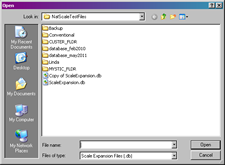 Open
Look in:
NatScaleTestFiles
Backup
Conventional
CUSTER_FLDR
database_feb2010
database_may2011
Linda
MYSTIC_FLDR
Copy of ScaleExpansion.db
ScaleExpansion.db
My Recent
Documents
Desktop
My Documents
My Computer
My Network
Places
File name:
Open
Files of type:
Scale Expansion Files (.db)
Cancel